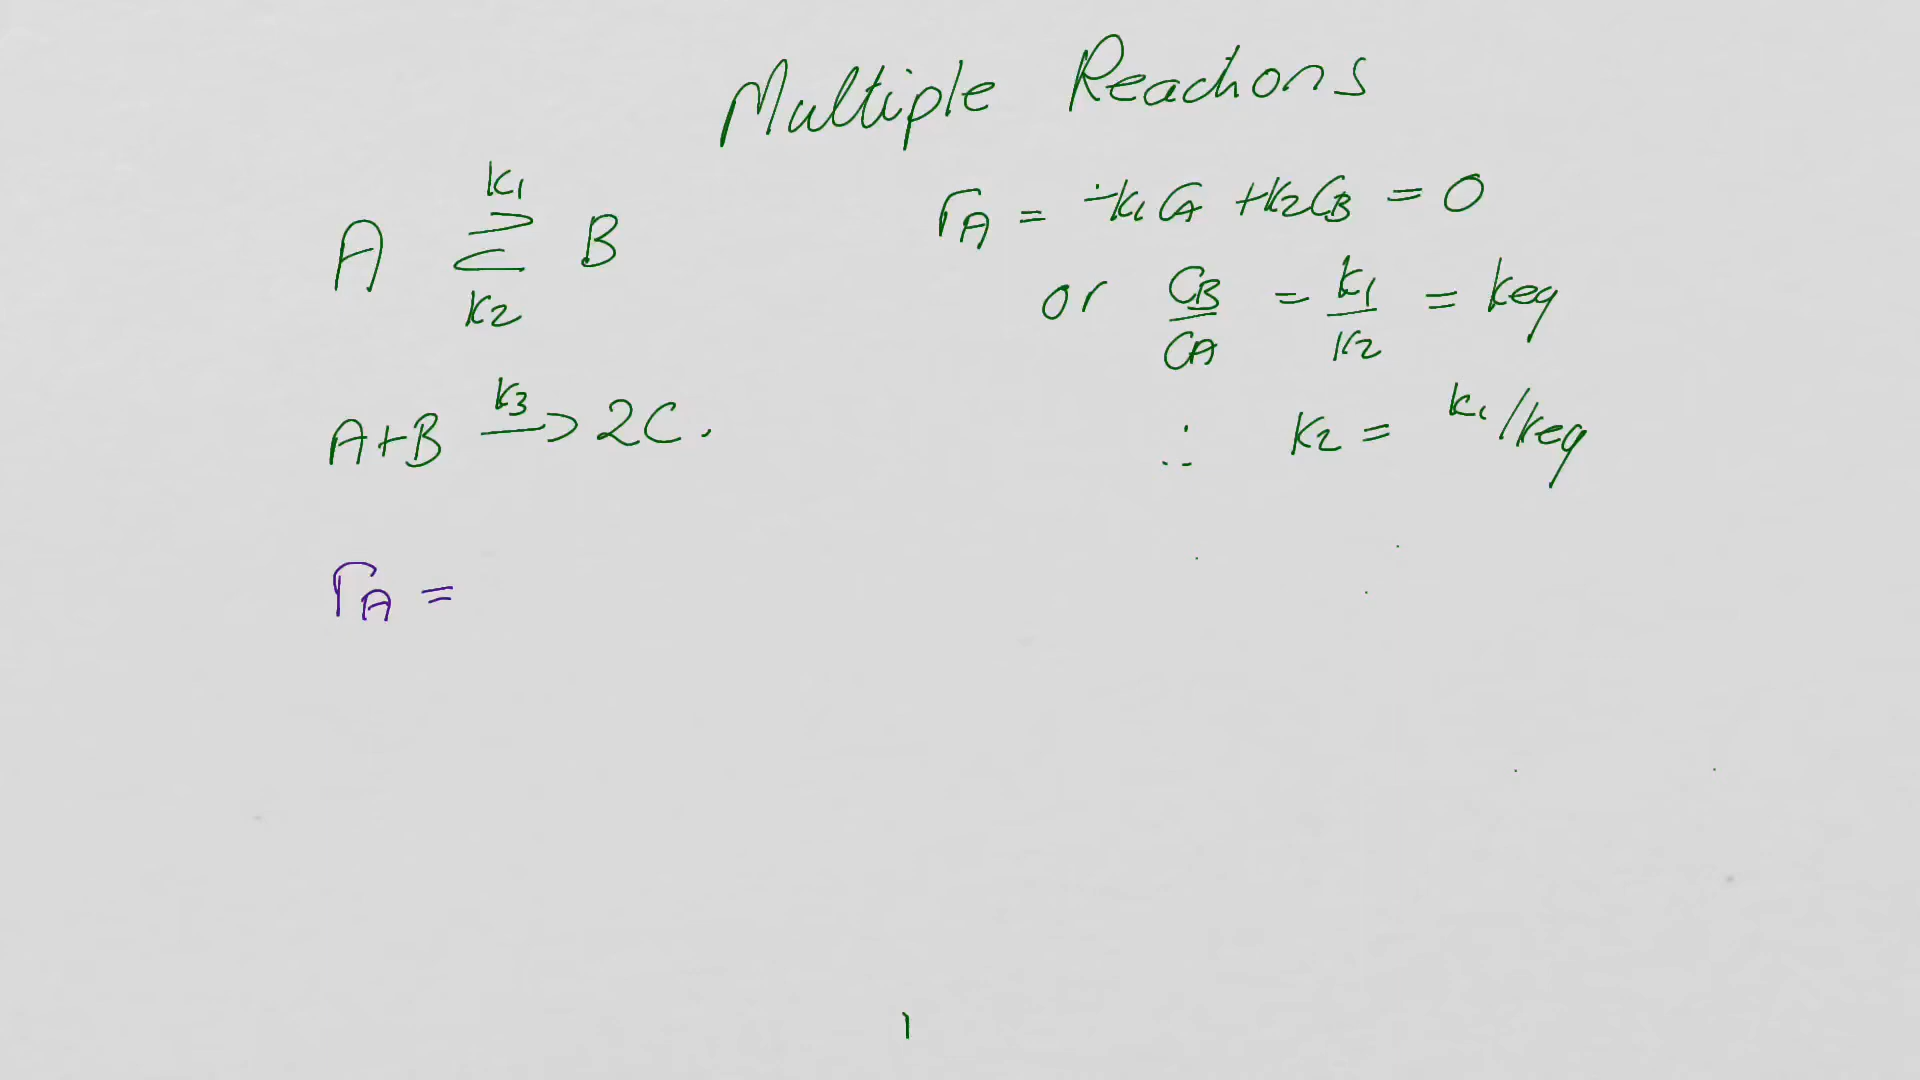 Multiple Reactions
A k1 ⇌ k2 B
rA = -k1CA + k2CB = 0
or CB/CA = k1/k2 = keq
A+B k3 → 2C.
∴ k2 = k1/keq
rA =
1